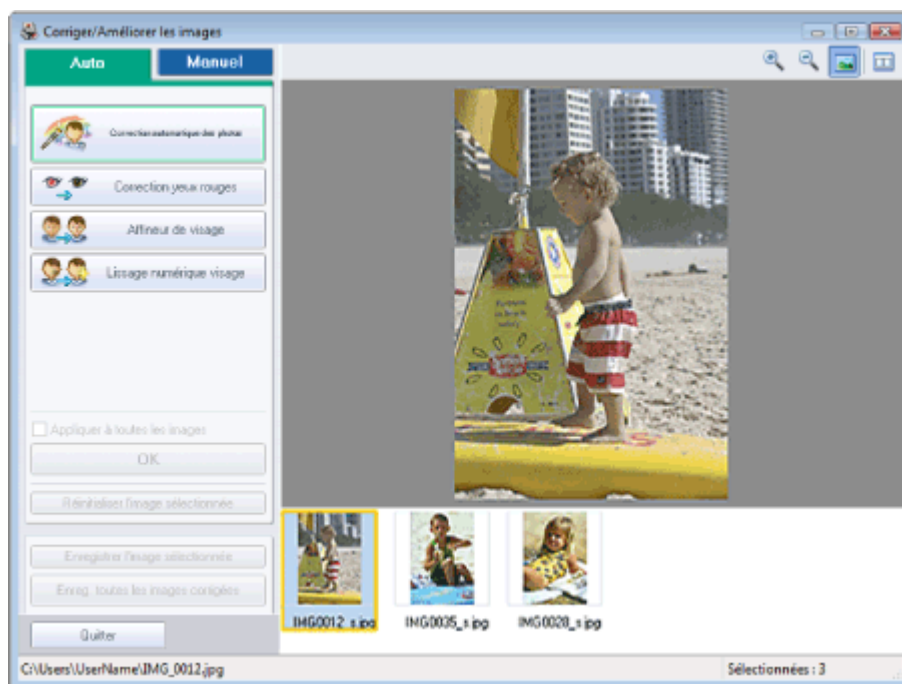 Corriger/Améliorer les images
Auto
Manuel
Correction automatique des photos
Correction yeux rouges
Affineur de visage
Lissage numérique visage
Appliquer à toutes les images
OK
Réinitialiser l'image sélectionnée
Enregistrer l'image sélectionnée
Enreg. toutes les images corrigées
Quitter
IMG0012_s.jpg
IMG0035_s.jpg
IMG0028_s.jpg
C:\Users\UserName\IMG_0012.jpg
Sélectionnées : 3